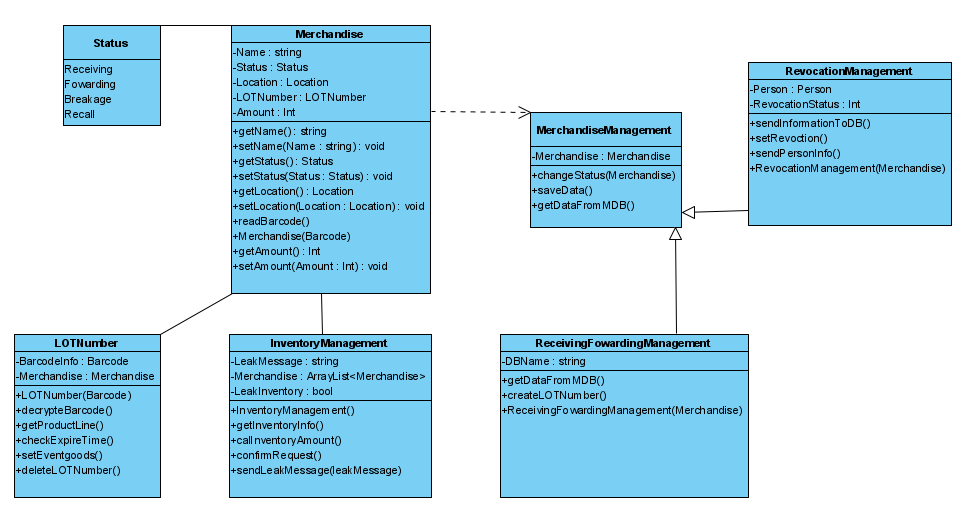 Status
Receiving
Fowarding
Breakage
Recall
Merchandise
-Name : string
-Status : Status
-Location : Location
-LOTNumber : LOTNumber
-Amount : Int
+getName() : string
+setName(Name : string) : void
+getStatus() : Status
+setStatus(Status : Status) : void
+getLocation() : Location
+setLocation(Location : Location) : void
+readBarcode()
+Merchandise(Barcode)
+getAmount() : Int
+setAmount(Amount : Int) : void
MerchandiseManagement
-Merchandise : Merchandise
+changeStatus(Merchandise)
+saveData()
+getDataFromMDB()
RevocationManagement
-Person : Person
-RevocationStatus : Int
+sendInformationToDB()
+setRevoction()
+sendPersonInfo()
+RevocationManagement(Merchandise)
LOTNumber
-BarcodeInfo : Barcode
-Merchandise : Merchandise
+LOTNumber(Barcode)
+decrypteBarcode()
+getProductLine()
+checkExpireTime()
+setEventgoods()
+deleteLOTNumber()
InventoryManagement
-LeakMessage : string
-Merchandise : ArrayList<Merchandise>
-LeakInventory : bool
+InventoryManagement()
+getInventoryInfo()
+calInventoryAmount()
+confirmRequest()
+sendLeakMessage(leakMessage)
ReceivingFowardingManagement
-DBName : string
+getDataFromMDB()
+createLOTNumber()
+ReceivingFowardingManagement(Merchandise)